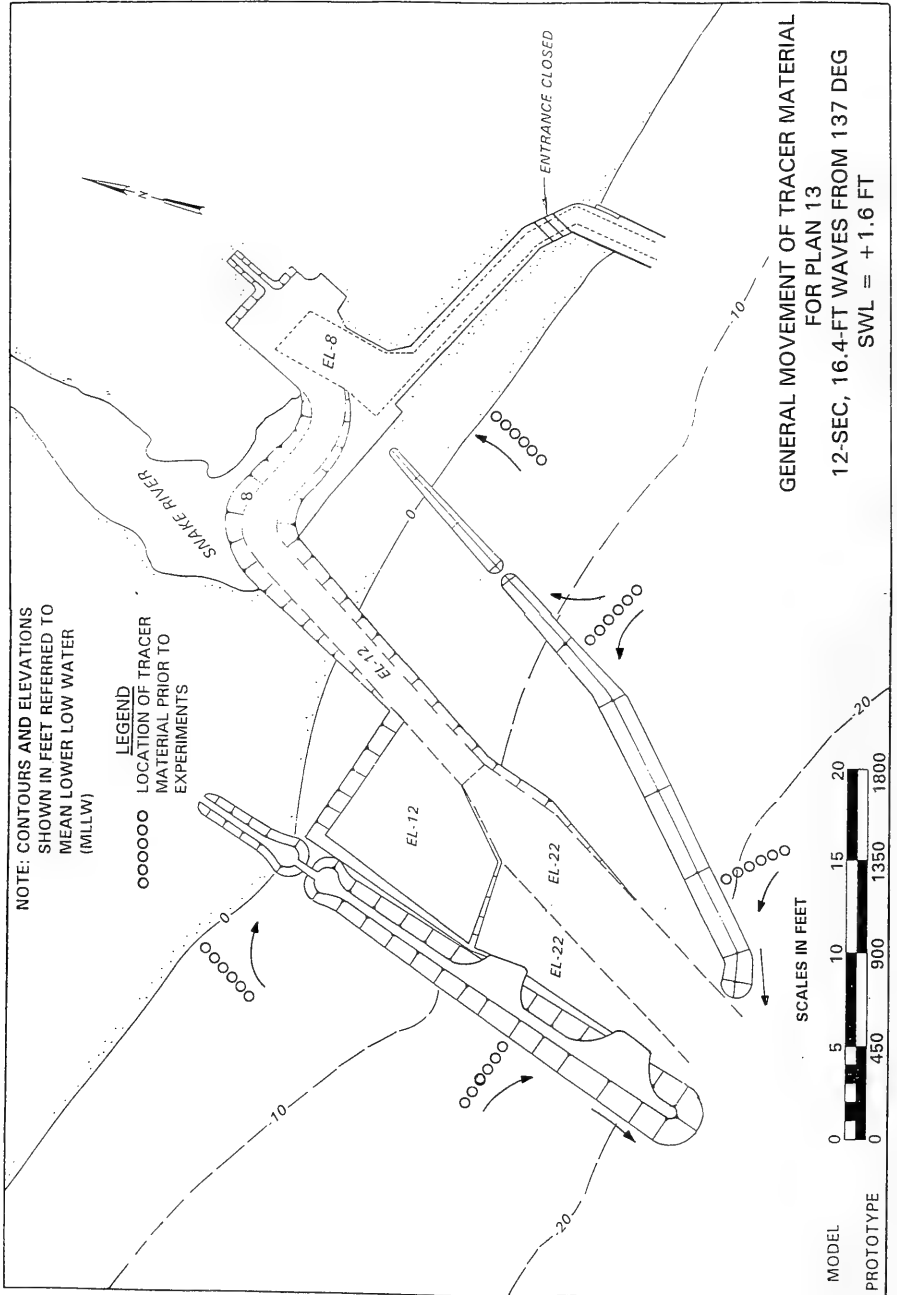 NOTE: CONTOURS AND ELEVATIONS
SHOWN IN FEET REFERRED TO
MEAN LOWER LOW WATER
(MLLW)
LEGEND
OOOOOO LOCATION OF TRACER
MATERIAL PRIOR TO
EXPERIMENTS
SNAKE RIVER
N
ENTRANCE CLOSED
EL-8
8
EL-12
EL-12
EL-22
EL-22
0
0
-10
-10
-20
-20
GENERAL MOVEMENT OF TRACER MATERIAL
FOR PLAN 13
12-SEC, 16.4-FT WAVES FROM 137 DEG
SWL = +1.6 FT
SCALES IN FEET
MODEL 0 5 10 15 20
PROTOTYPE 0 450 900 1350 1800